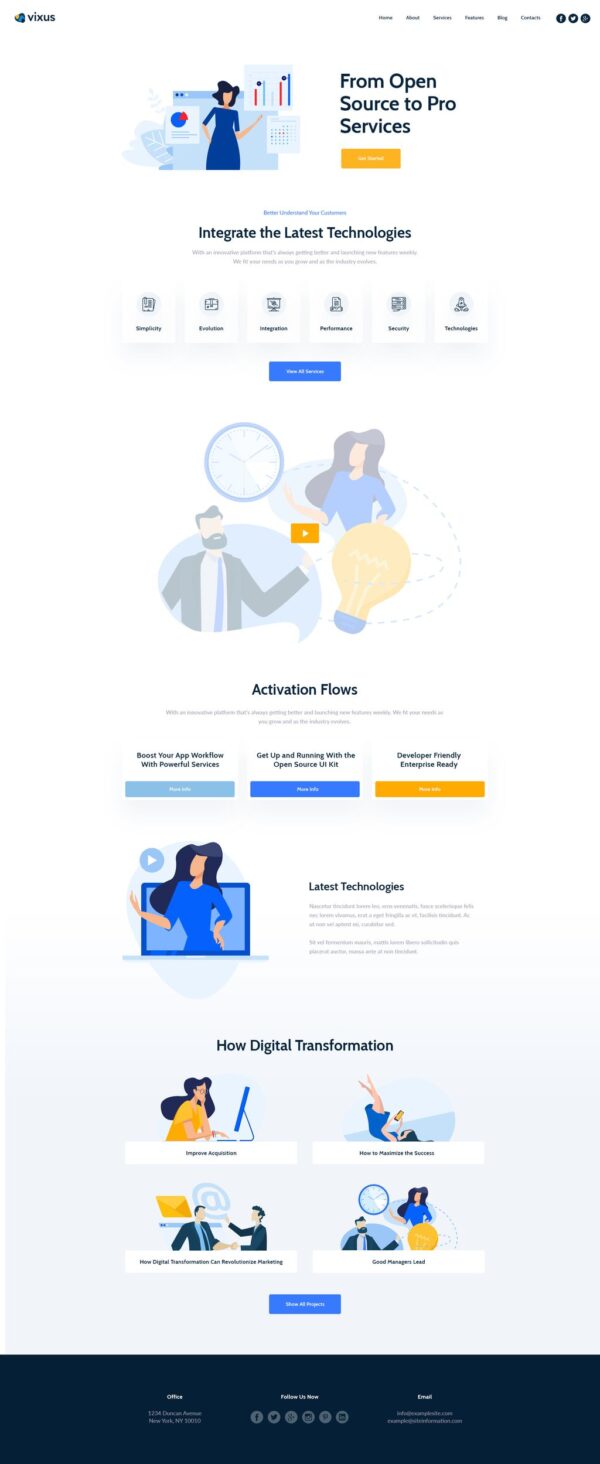 vixus
Home About Services Features Blog Contacts
From Open
Source to Pro
Services
Get Started
Better Understand Your Customers
Integrate the Latest Technologies
With an innovative platform that's always getting better and launching new features weekly.
We fit your needs as you grow and as the industry evolves.
Simplicity Evolution Integration Performance Security Technologies
View All Services
Activation Flows
With an innovative platform that's always getting better and launching new features weekly. We fit your needs as
you grow and as the industry evolves.
Boost Your App Workflow
With Powerful Services
More Info
Get Up and Running With the
Open Source UI Kit
More Info
Developer Friendly
Enterprise Ready
More Info
Latest Technologies
Nascetur tincidunt lorem leo, eros venenatis, fusce scelerisque felis
nec lorem vivamus, erat a eget fringilla ac et, facilisis tincidunt. Ac
ut non vel aptent mi, curabitur sed.
Sit vel fermentum mauris, mattis lorem libero sollicitudin quis
placerat auctor, massa ante at non tincidunt.
How Digital Transformation
Improve Acquisition
How to Maximize the Success
@
How Digital Transformation Can Revolutionize Marketing
Good Managers Lead
Show All Projects
Office
1234 Duncan Avenue
New York, NY 10010
Follow Us Now
Email
info@examplesite.com
example@siteinformation.com